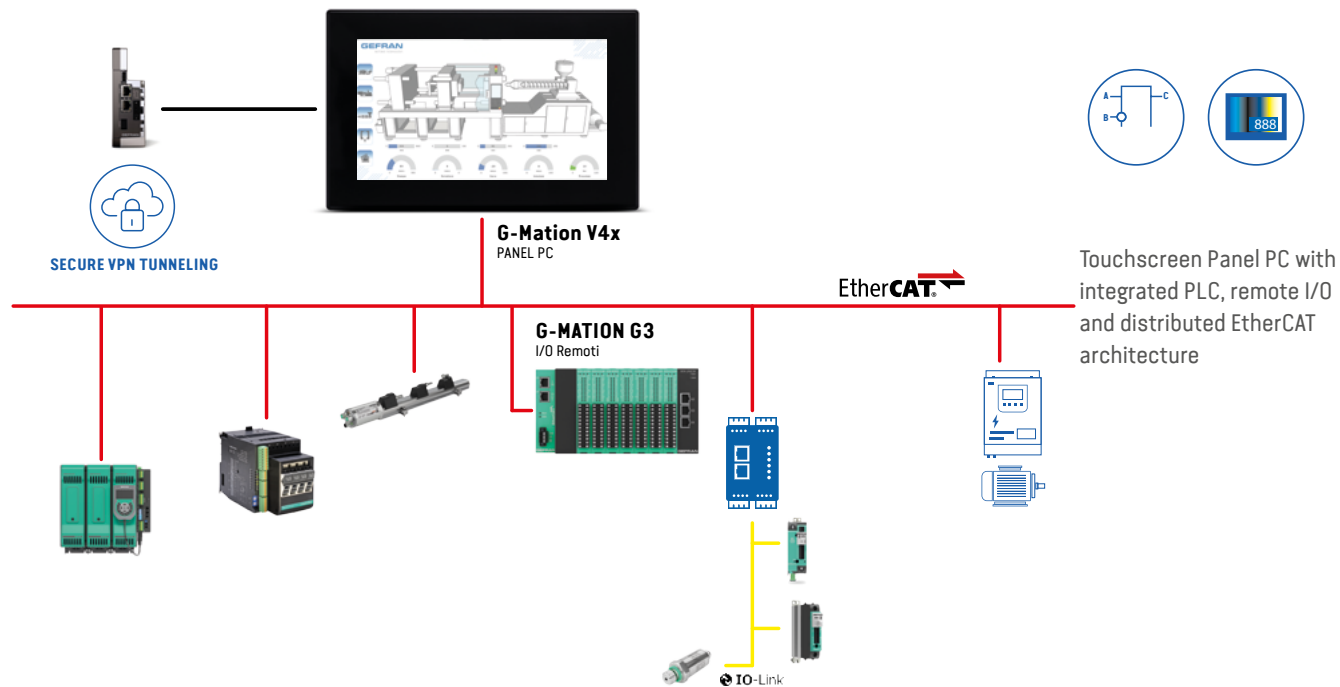 GEFRAN
A
B
C
888
SECURE VPN TUNNELING
G-Mation V4x
PANEL PC
EtherCAT®
Touchscreen Panel PC with
integrated PLC, remote I/O
and distributed EtherCAT
architecture
G-MATION G3
I/O Remoti
GEFRAN
IO-Link